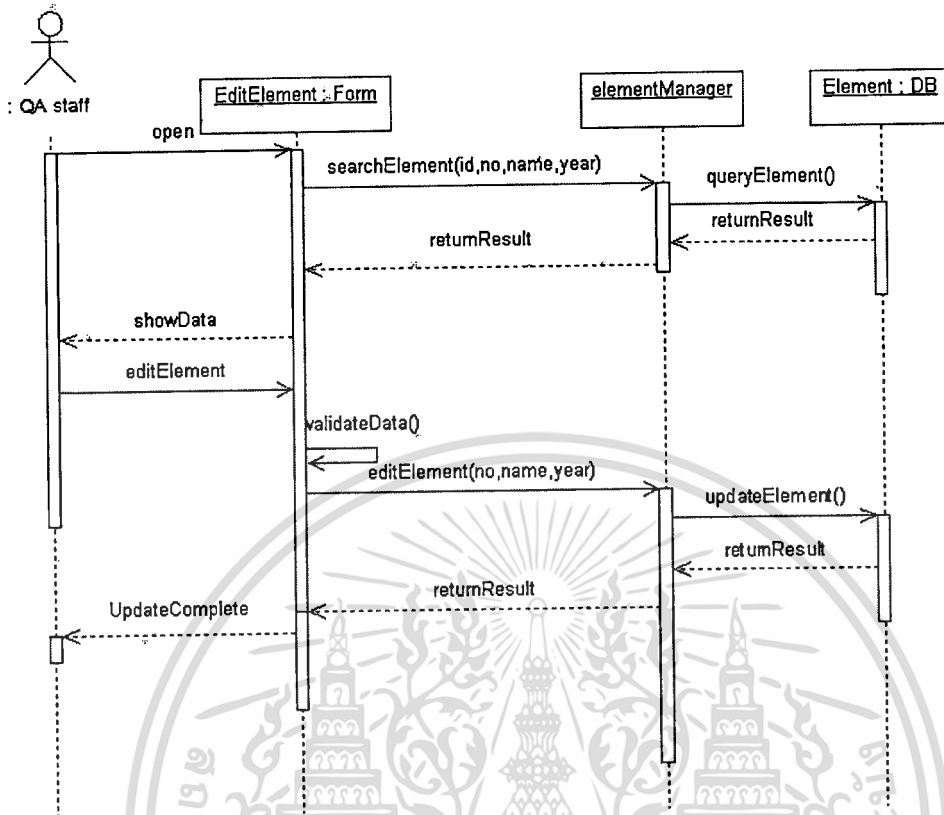 : QA staff
EditElement : Form
elementManager
Element : DB
open
searchElement(id,no,name,year)
queryElement()
returnResult
returnResult
showData
editElement
validateData()
editElement(no,name,year)
updateElement()
returnResult
returnResult
UpdateComplete